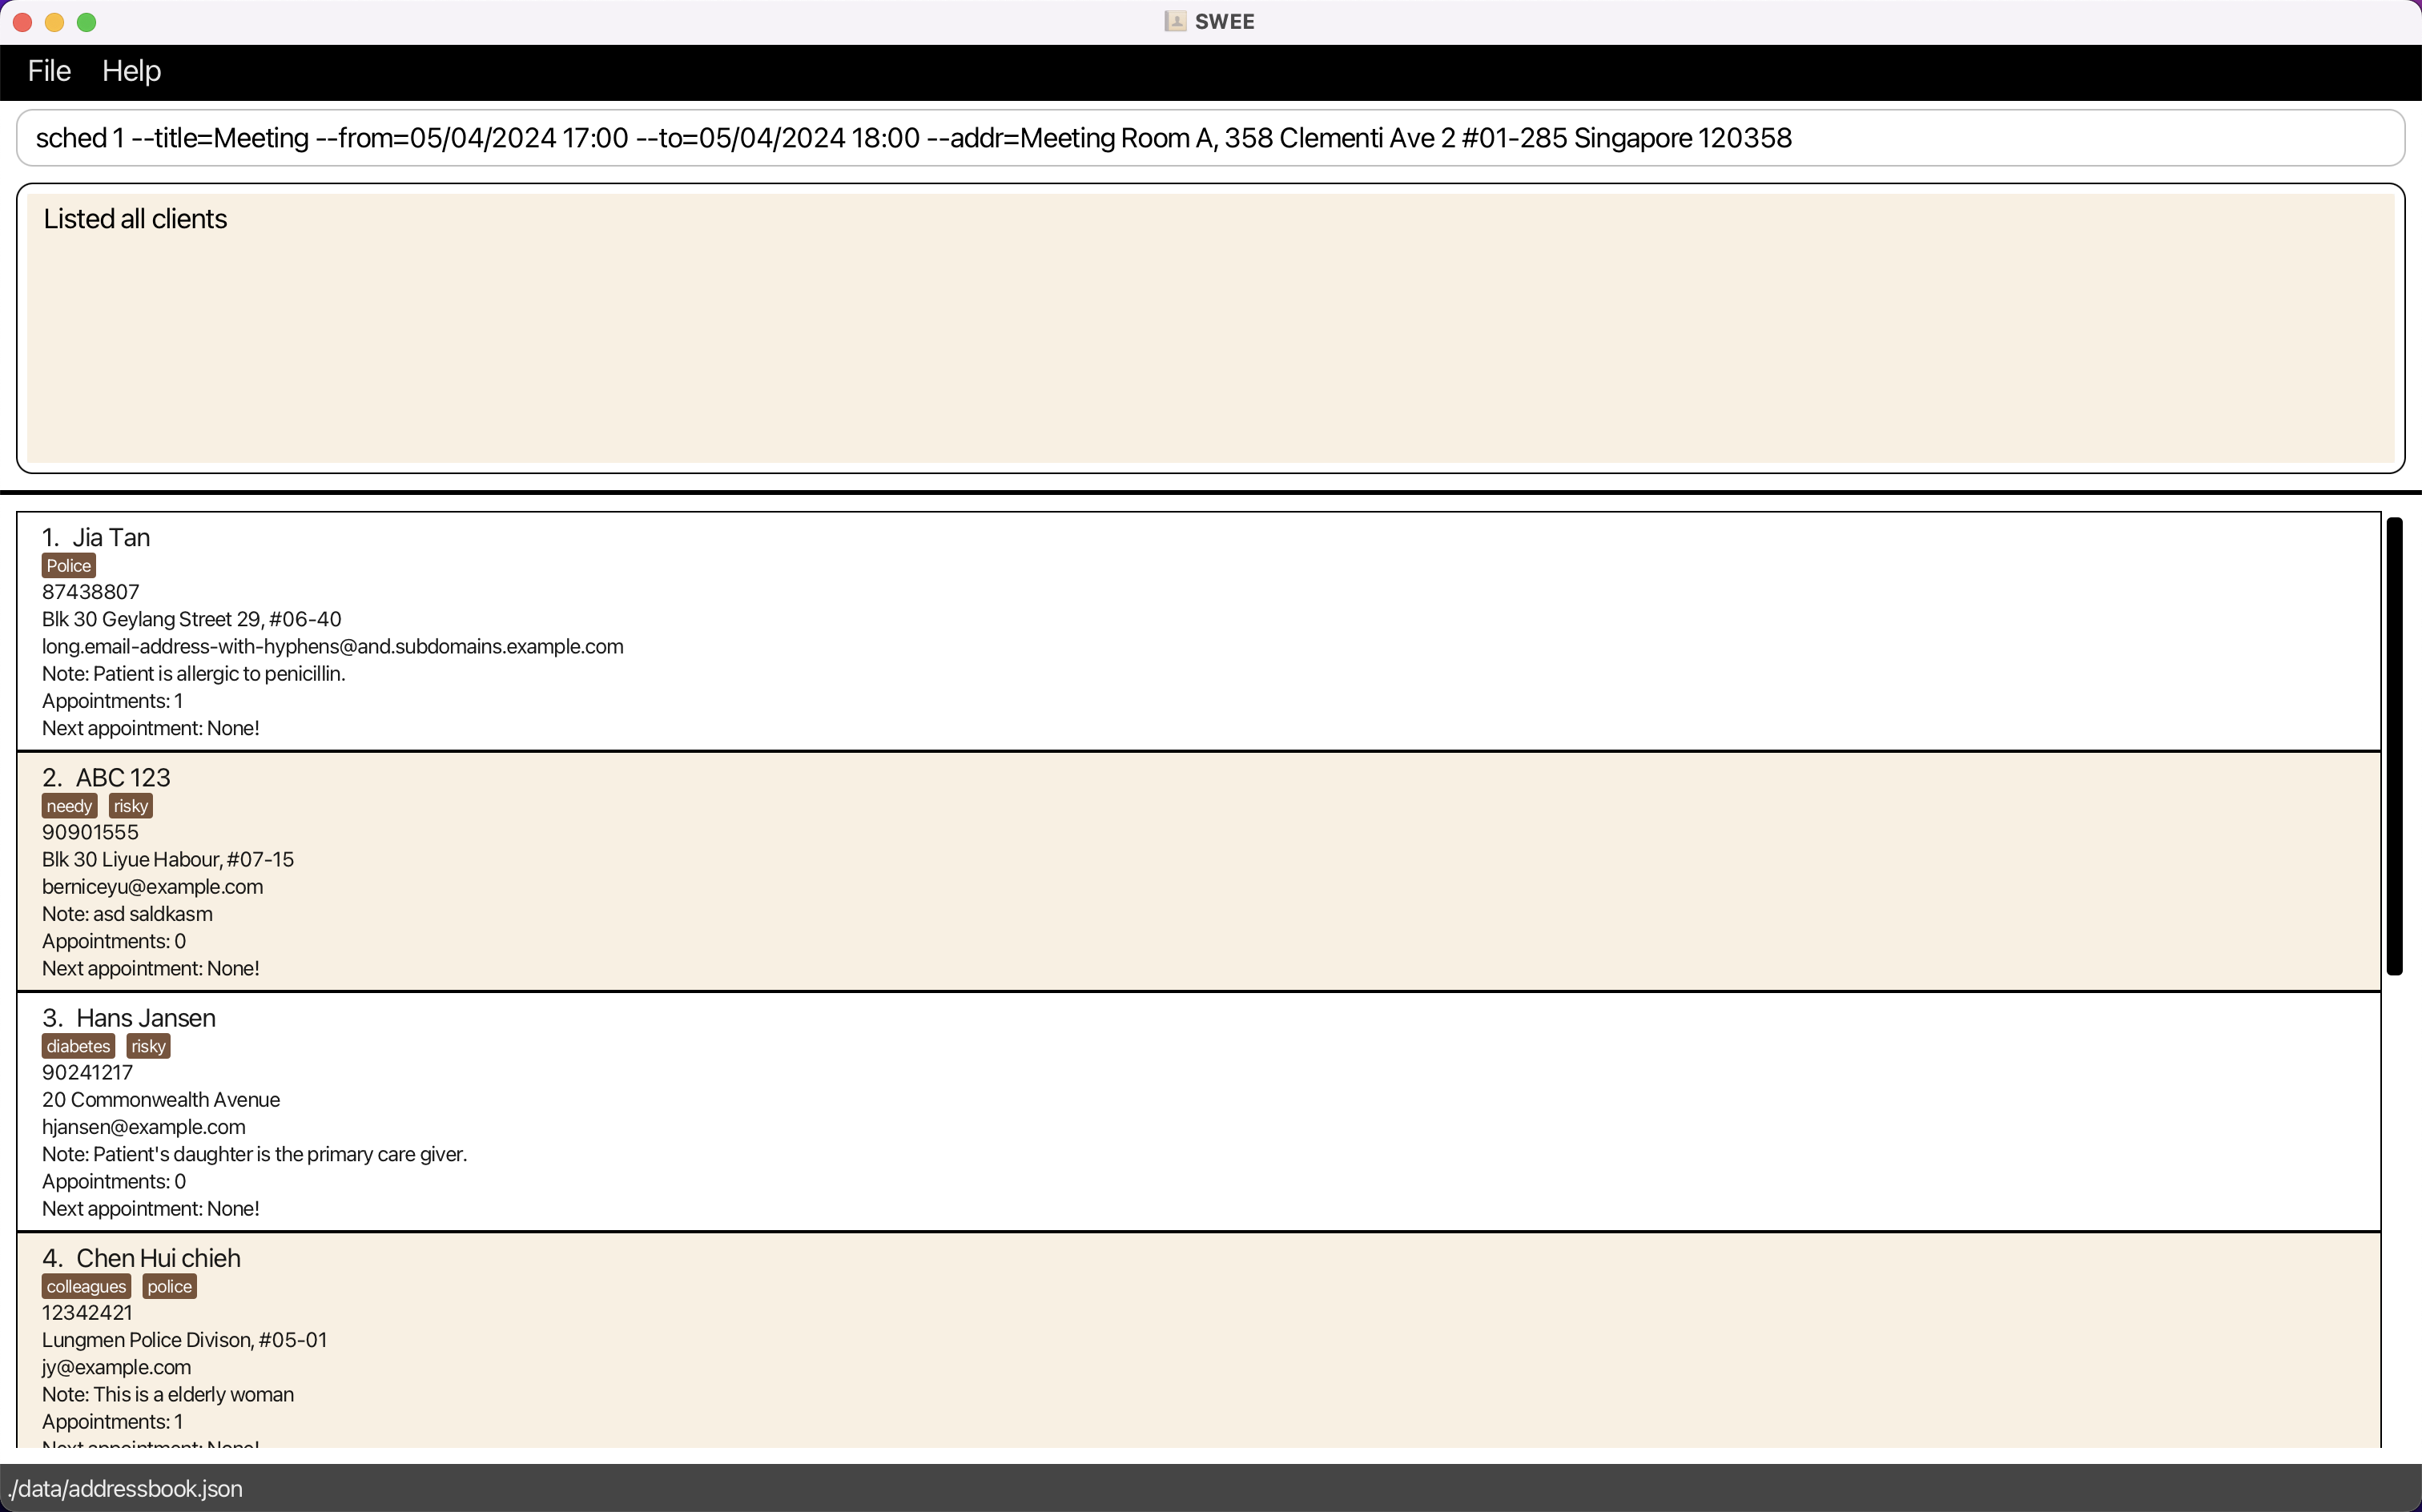 SWEE
File Help
sched 1 --title=Meeting --from=05/04/2024 17:00 --to=05/04/2024 18:00 --addr=Meeting Room A, 358 Clementi Ave 2 #01-285 Singapore 120358
Listed all clients
1. Jia Tan
Police
87438807
Blk 30 Geylang Street 29, #06-40
long.email-address-with-hyphens@and.subdomains.example.com
Note: Patient is allergic to penicillin.
Appointments: 1
Next appointment: None!
2. ABC 123
needy risky
90901555
Blk 30 Liyue Habour, #07-15
berniceyu@example.com
Note: asd saldkasm
Appointments: 0
Next appointment: None!
3. Hans Jansen
diabetes risky
90241217
20 Commonwealth Avenue
hjansen@example.com
Note: Patient's daughter is the primary care giver.
Appointments: 0
Next appointment: None!
4. Chen Hui chieh
colleagues police
12342421
Lungmen Police Divison, #05-01
jy@example.com
Note: This is a elderly woman
Appointments: 1
Next appointment: None!
./data/addressbook.json